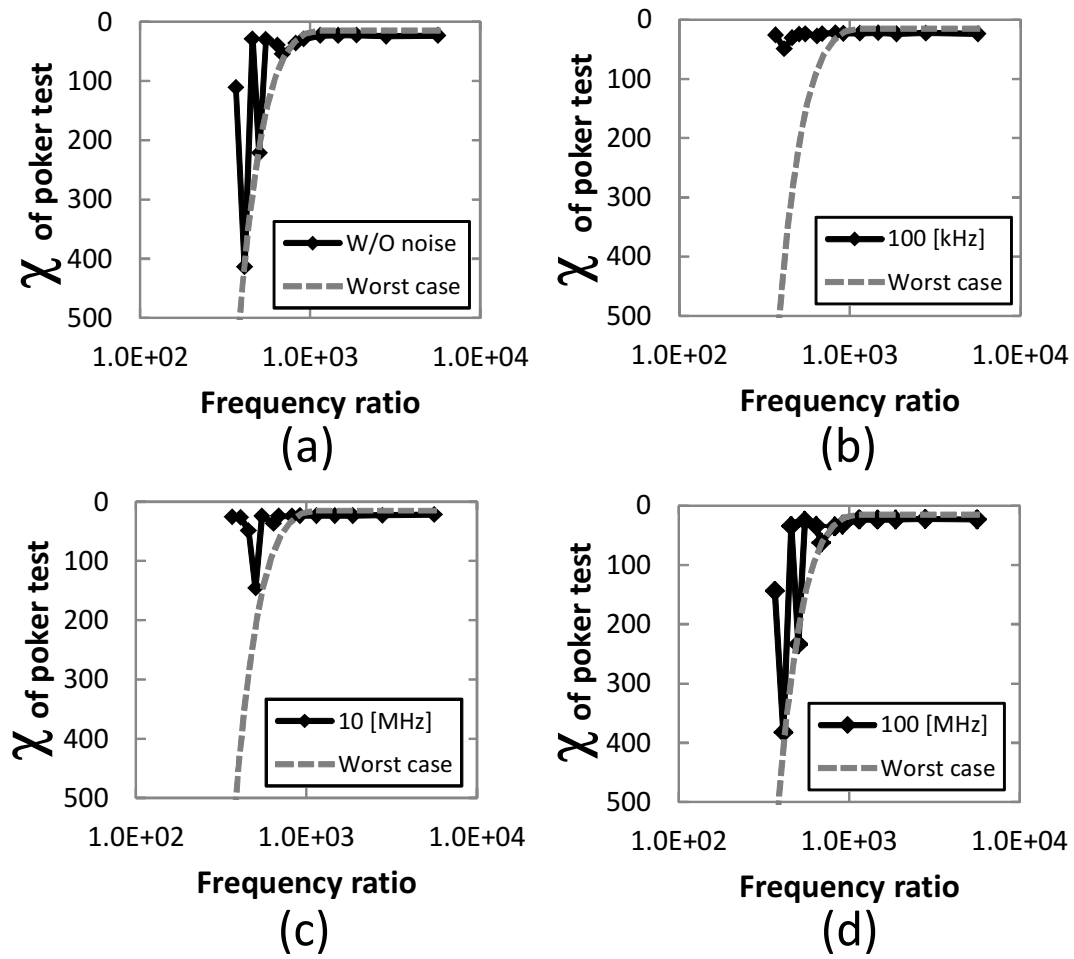 0
100
200
300
400
500
χ of poker test
W/O noise
Worst case
1.0E+02 1.0E+03 1.0E+04
Frequency ratio
(a)
0
100
200
300
400
500
χ of poker test
100 [kHz]
Worst case
1.0E+02 1.0E+03 1.0E+04
Frequency ratio
(b)
0
100
200
300
400
500
χ of poker test
10 [MHz]
Worst case
1.0E+02 1.0E+03 1.0E+04
Frequency ratio
(c)
0
100
200
300
400
500
χ of poker test
100 [MHz]
Worst case
1.0E+02 1.0E+03 1.0E+04
Frequency ratio
(d)